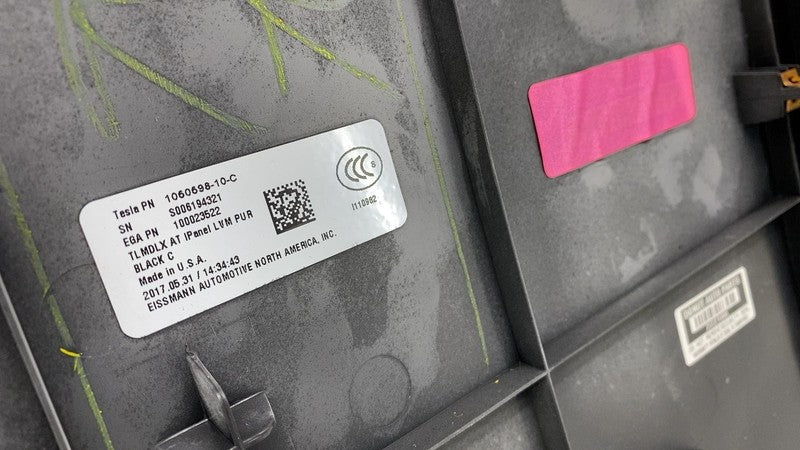 Tesla PN 1060698-10-C
SN S006194321
EGA PN 100023522
TLMDLX AT IPanel LVM PUR
BLACK C
Made in U.S.A.
2017.05.31 / 14:34:43
EISSMANN AUTOMOTIVE NORTH AMERICA, INC.
CCC S
I110982